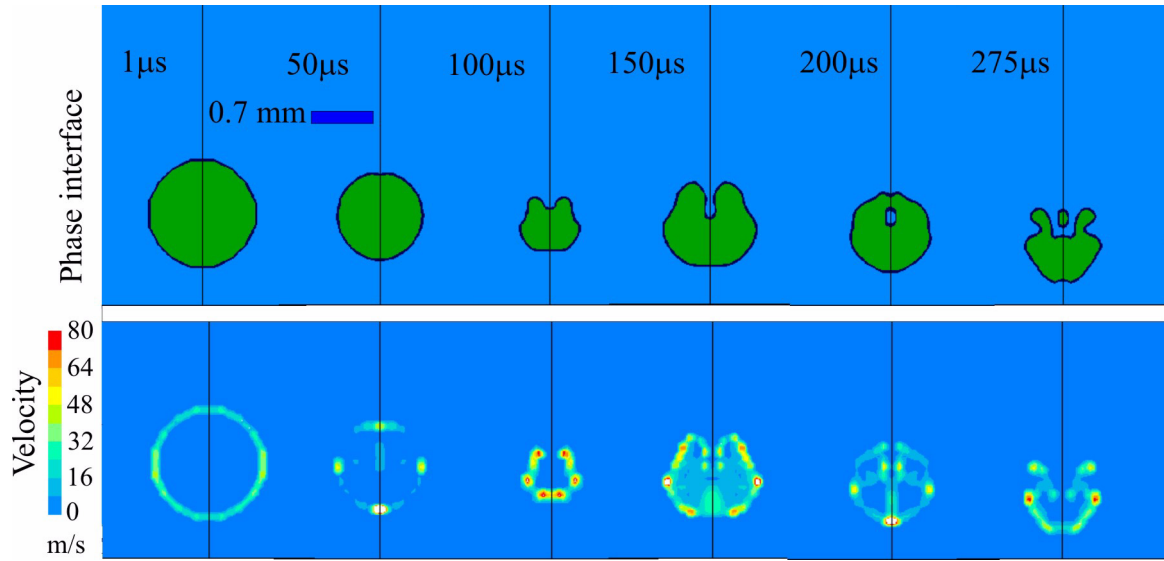 1μs
50μs
100μs
150μs
200μs
275μs
0.7 mm
Phase interface
Velocity
80
64
48
32
16
0
m/s